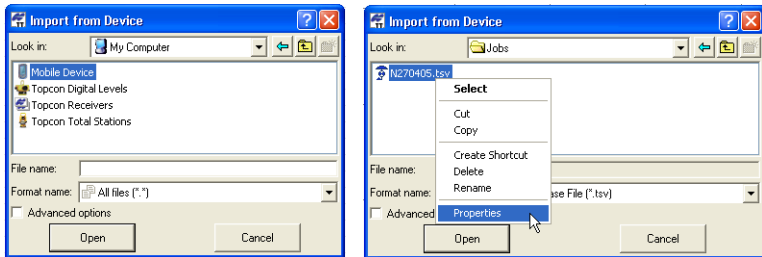 Import from Device
Look in:
My Computer
Mobile Device
Topcon Digital Levels
Topcon Receivers
Topcon Total Stations
File name:
Format name:
All files (*.*)
Advanced options
Open
Cancel
Import from Device
Look in:
Jobs
N270405.tsv
Select
Cut
Copy
Create Shortcut
Delete
Rename
Properties
File name:
Format name:
ase File (*.tsv)
Advanced
Open
Cancel